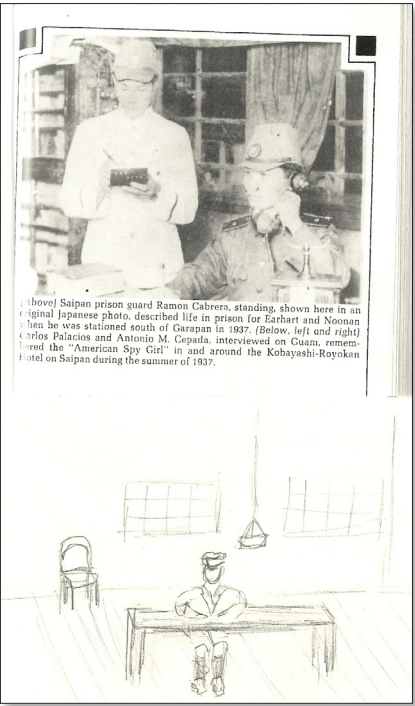 (Above) Saipan prison guard Ramon Cabrera, standing, shown here in an
original Japanese photo, described life in prison for Earhart and Noonan
when he was stationed south of Garapan in 1937. (Below, left and right)
Carlos Palacios and Antonio M. Cepada, interviewed on Guam, remem-
bered the "American Spy Girl" in and around the Kobayashi-Royokan
Hotel on Saipan during the summer of 1937.